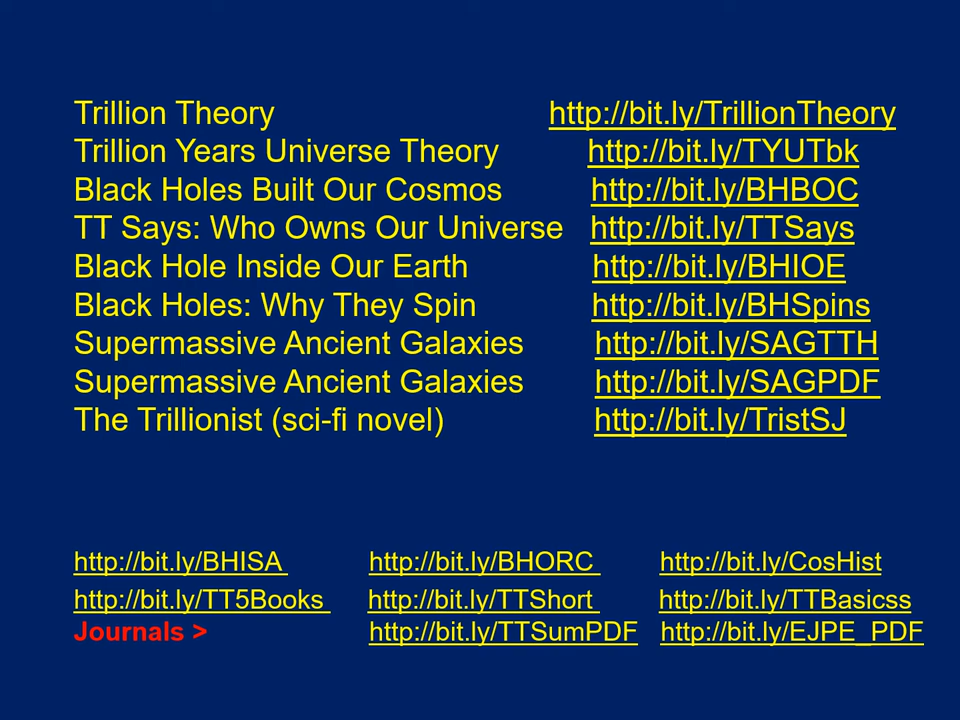 Trillion Theory http://bit.ly/TrillionTheory
Trillion Years Universe Theory http://bit.ly/TYUTbk
Black Holes Built Our Cosmos http://bit.ly/BHBOC
TT Says: Who Owns Our Universe http://bit.ly/TTSays
Black Hole Inside Our Earth http://bit.ly/BHIOE
Black Holes: Why They Spin http://bit.ly/BHSpins
Supermassive Ancient Galaxies http://bit.ly/SAGTTH
Supermassive Ancient Galaxies http://bit.ly/SAGPDF
The Trillionist (sci-fi novel) http://bit.ly/TristSJ
http://bit.ly/BHISA http://bit.ly/BHORC http://bit.ly/CosHist
http://bit.ly/TT5Books http://bit.ly/TTShort http://bit.ly/TTBasicss
Journals > http://bit.ly/TTSumPDF http://bit.ly/EJPE_PDF